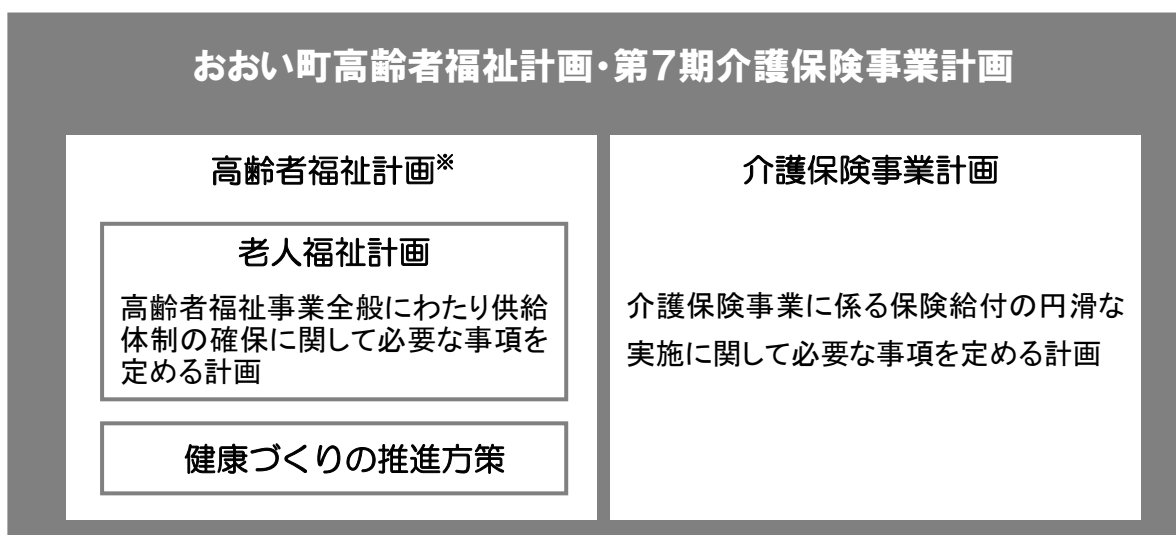 おおい町高齢者福祉計画・第7期介護保険事業計画
高齢者福祉計画※
老人福祉計画
高齢者福祉事業全般にわたり供給
体制の確保に関して必要な事項を
定める計画
健康づくりの推進方策
介護保険事業計画
介護保険事業に係る保険給付の円滑な
実施に関して必要な事項を定める計画